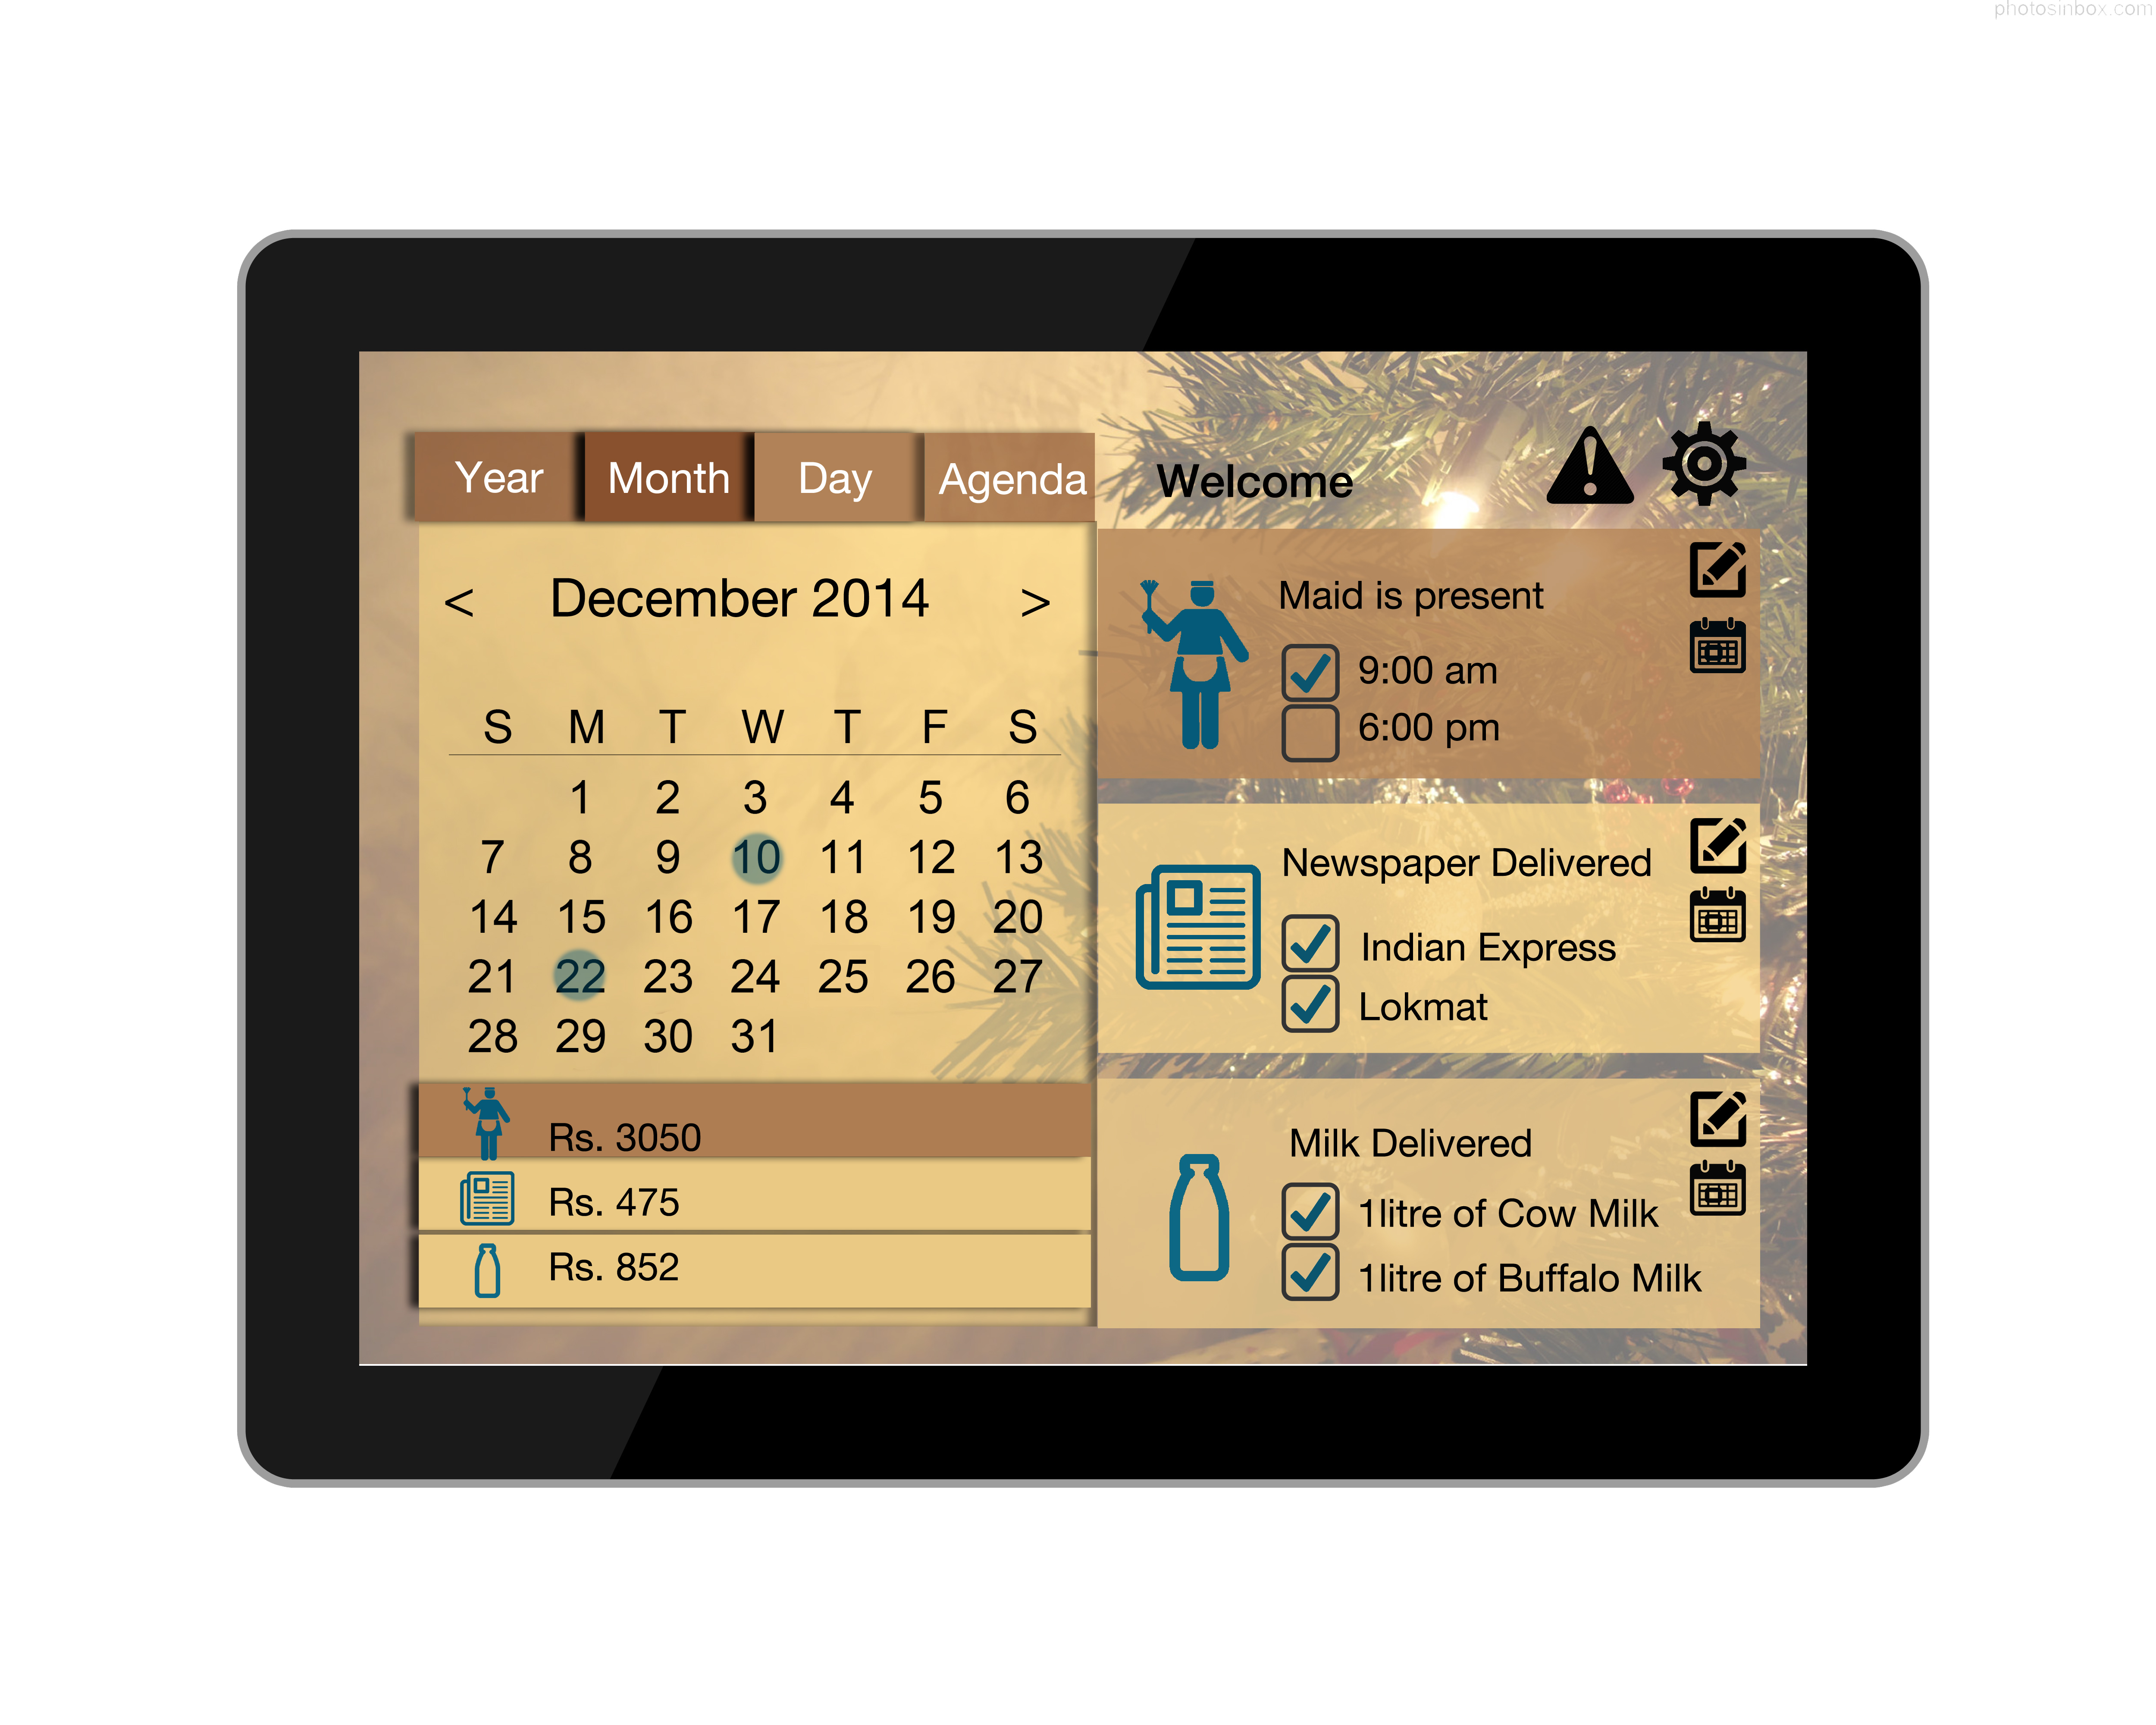 photosinbox.com
Year Month Day Agenda
Welcome
< December 2014 >
S M T W T F S
1 2 3 4 5 6
7 8 9 10 11 12 13
14 15 16 17 18 19 20
21 22 23 24 25 26 27
28 29 30 31
Rs. 3050
Rs. 475
Rs. 852
Maid is present
9:00 am
6:00 pm
Newspaper Delivered
Indian Express
Lokmat
Milk Delivered
1litre of Cow Milk
1litre of Buffalo Milk